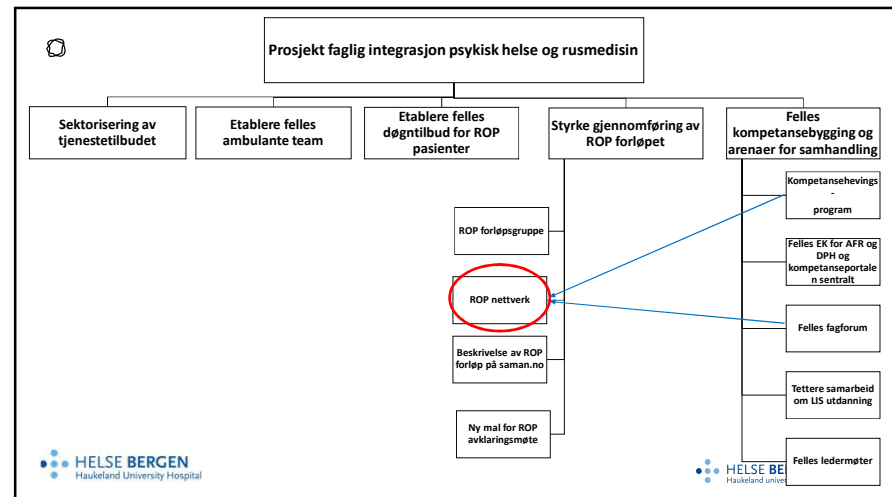 Prosjekt faglig integrasjon psykisk helse og rusmedisin
Sektorisering av
tjenestetilbudet
Etablere felles
ambulante team
Etablere felles
døgntilbud for ROP
pasienter
Styrke gjennomføring av
ROP forløpet
Felles
kompetansebygging og
arenaer for samhandling
ROP forløpsgruppe
ROP nettverk
Beskrivelse av ROP
forløp på saman.no
Ny mal for ROP
avklaringsmøte
Kompetansehevings
-
program
Felles EK for AFR og
DPH og
kompetanseportale
n sentralt
Felles fagforum
Tettere samarbeid
om LIS utdanning
Felles ledermøter
HELSE BERGEN
Haukeland University Hospital
HELSE BE
Haukeland univers